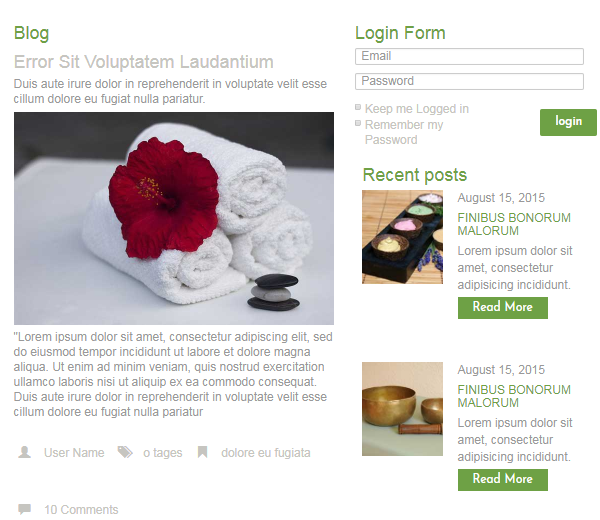 Blog
Error Sit Voluptatem Laudantium
Duis aute irure dolor in reprehenderit in voluptate velit esse
cillum dolore eu fugiat nulla pariatur.
"Lorem ipsum dolor sit amet, consectetur adipiscing elit, sed
do eiusmod tempor incididunt ut labore et dolore magna
aliqua. Ut enim ad minim veniam, quis nostrud exercitation
ullamco laboris nisi ut aliquip ex ea commodo consequat.
Duis aute irure dolor in reprehenderit in voluptate velit esse
cillum dolore eu fugiat nulla pariatur
User Name
o tages
dolore eu fugiata
10 Comments
Login Form
Email
Password
Keep me Logged in
Remember my
Password
login
Recent posts
August 15, 2015
FINIBUS BONORUM
MALORUM
Lorem ipsum dolor sit
amet, consectetur
adipisicing incididunt.
Read More
August 15, 2015
FINIBUS BONORUM
MALORUM
Lorem ipsum dolor sit
amet, consectetur
adipisicing incididunt.
Read More